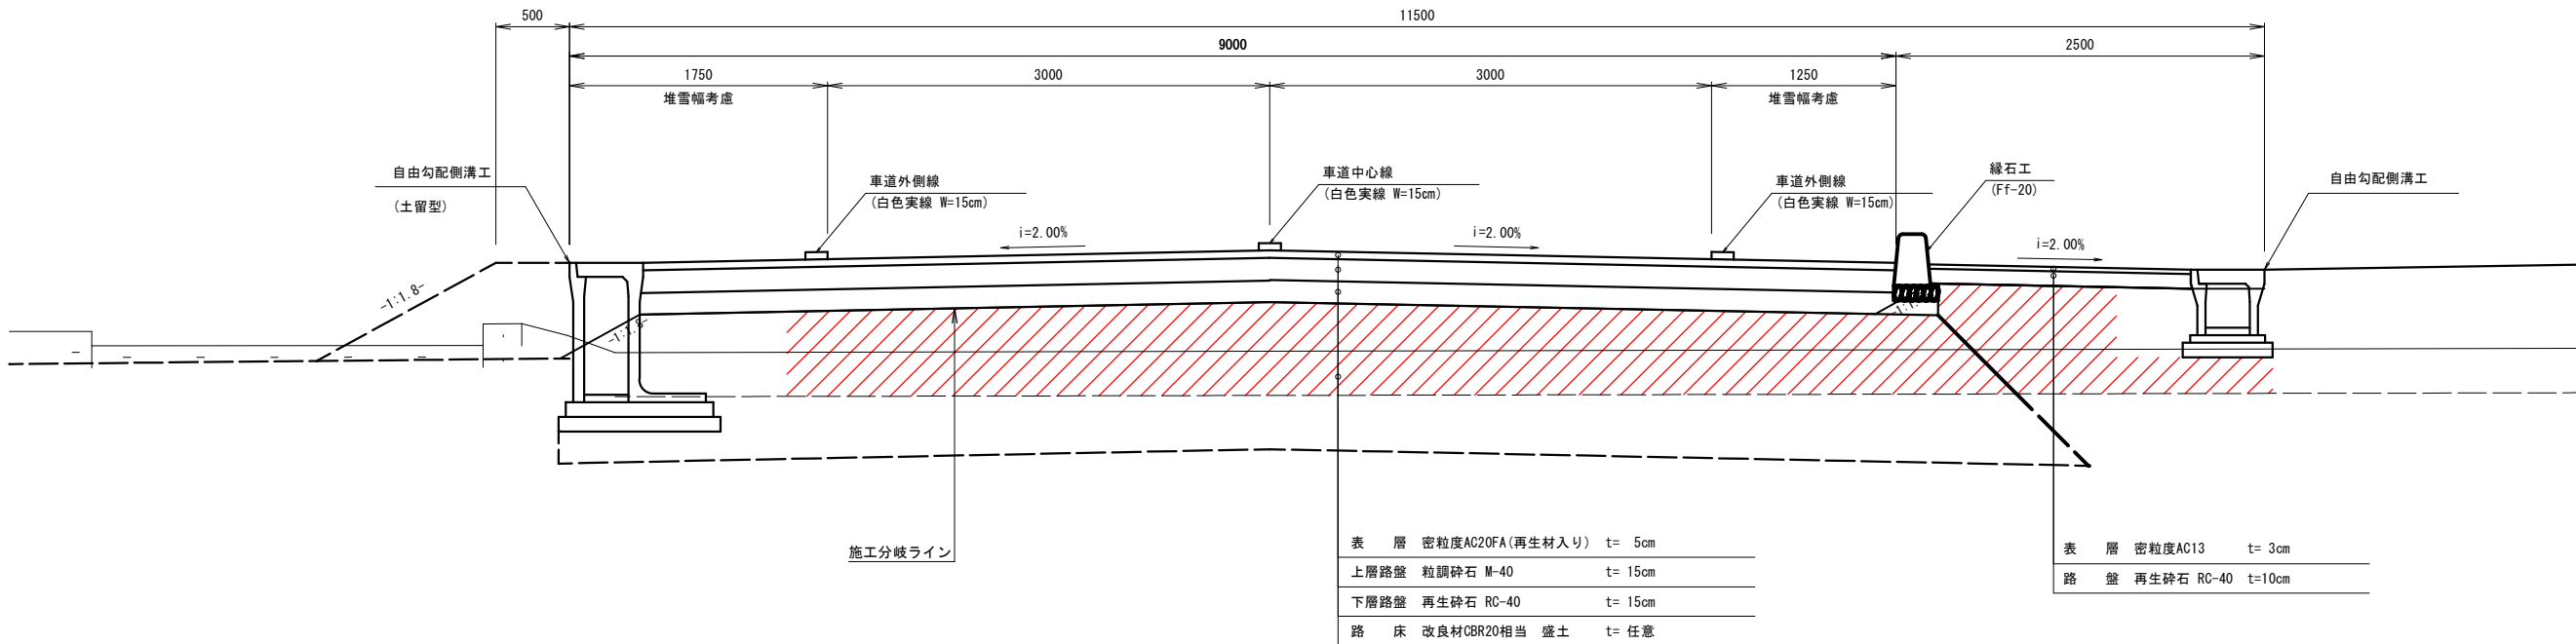 500
11500
9000
2500
1750
3000
3000
1250
堆雪幅考慮
堆雪幅考慮
自由勾配側溝工
(土留型)
車道外側線
(白色実線 W=15cm)
車道中心線
(白色実線 W=15cm)
車道外側線
(白色実線 W=15cm)
縁石工
(Ff-20)
自由勾配側溝工
i=2.00%
i=2.00%
i=2.00%
-1:1.8-
-1:1.8-
施工分岐ライン
表 層 密粒度AC20FA(再生材入り) t= 5cm
上層路盤 粒調砕石 M-40 t= 15cm
下層路盤 再生砕石 RC-40 t= 15cm
路 床 改良材CBR20相当 盛土 t= 任意
表 層 密粒度AC13 t= 3cm
路 盤 再生砕石 RC-40 t=10cm